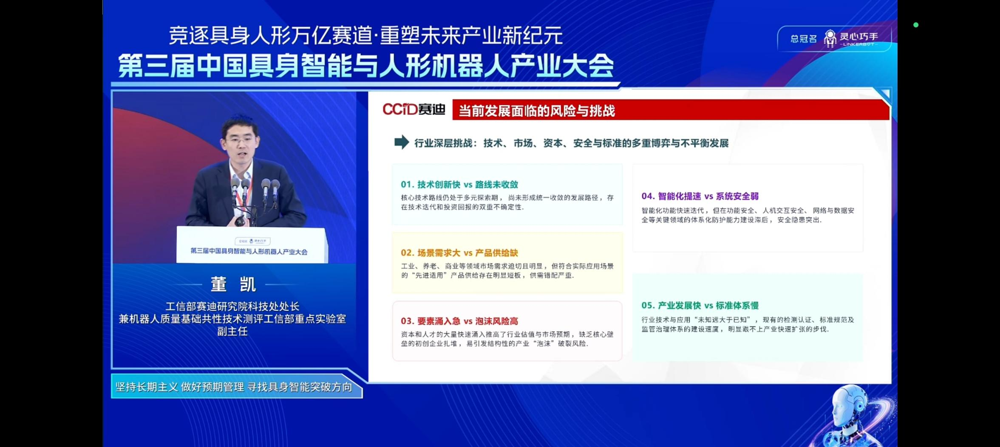 竞逐具身人形万亿赛道·重塑未来产业新纪元
第三届中国具身智能与人形机器人产业大会
总冠名 灵心巧手
LINKERBOT
CCiD赛迪 当前发展面临的风险与挑战
行业深层挑战：技术、市场、资本、安全与标准的多重博弈与不平衡发展
01. 技术创新快 vs 路线未收敛
核心技术路线仍处于多元探索期，尚未形成统一收敛的发展路径，存
在技术迭代和投资回报的双重不确定性.
02. 场景需求大 vs 产品供给缺
工业、养老、商业等领域市场需求迫切且明显，但符合实际应用场景
的“先进适用”产品供给存在明显短板，供需错配严重.
03. 要素涌入急 vs 泡沫风险高
资本和人才的大量快速涌入推高了行业估值与市场预期，缺乏核心壁
垒的初创企业扎堆，易引发结构性的产业“泡沫”破裂风险.
04. 智能化提速 vs 系统安全弱
智能化功能快速迭代，但在功能安全、人机交互安全、网络与数据安
全等关键领域的体系化防护能力建设滞后，安全隐患突出.
05. 产业发展快 vs 标准体系慢
行业技术与应用“未知远大于已知”，现有的检测认证、标准规范及
监管治理体系的建设速度，明显跟不上产业快速扩张的步伐.
总冠名 灵心巧手
第三届中国具身智能与人形机器人产业大会
董 凯
工信部赛迪研究院科技处处长
兼机器人质量基础共性技术测评工信部重点实验室
副主任
坚持长期主义 做好预期管理 寻找具身智能突破方向